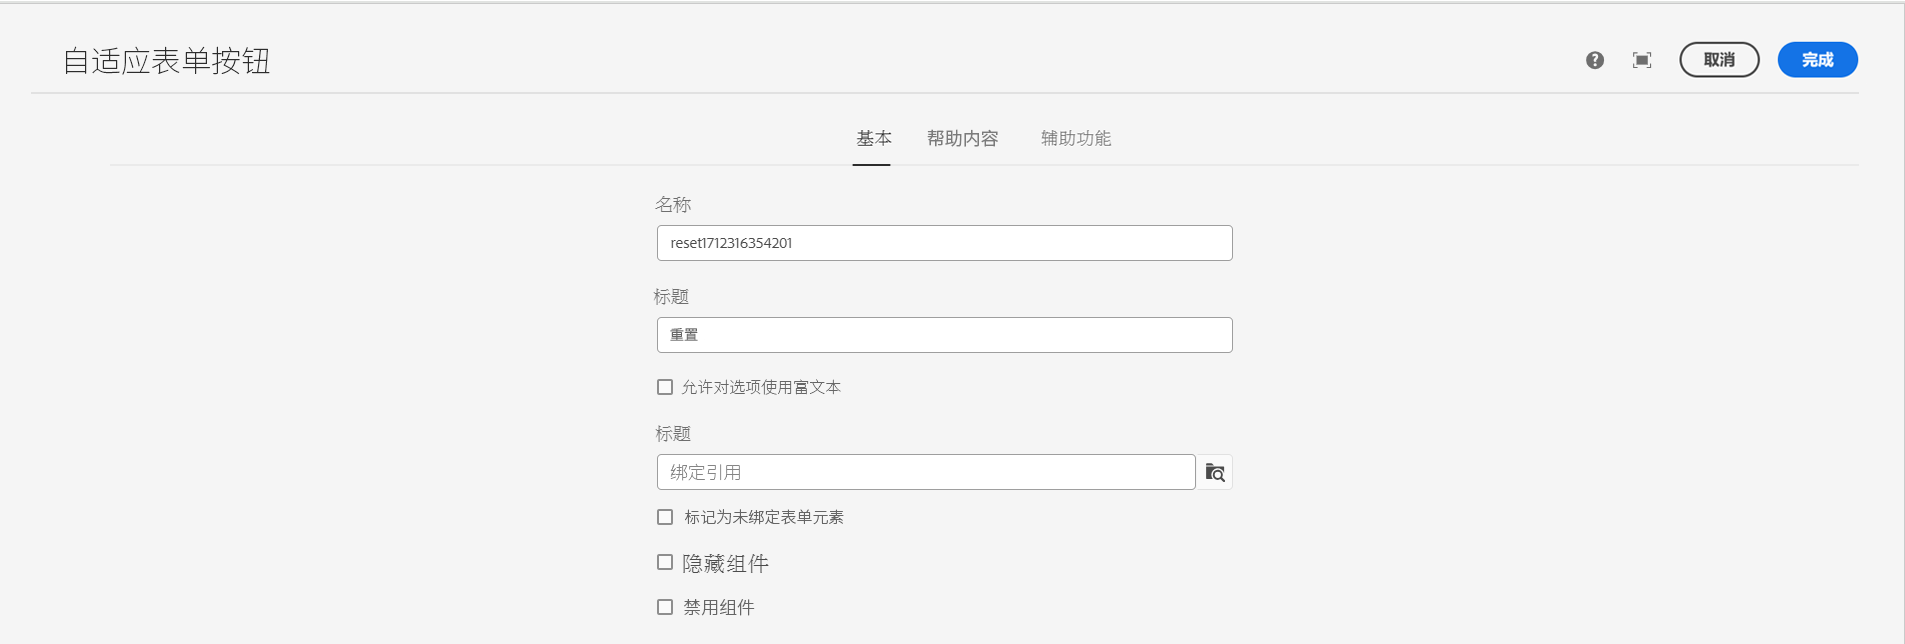 自适应表单按钮
取消 完成
基本 帮助内容 辅助功能
名称
reset1712316354201
标题
重置
允许对选项使用富文本
标题
绑定引用
标记为未绑定表单元素
隐藏组件
禁用组件